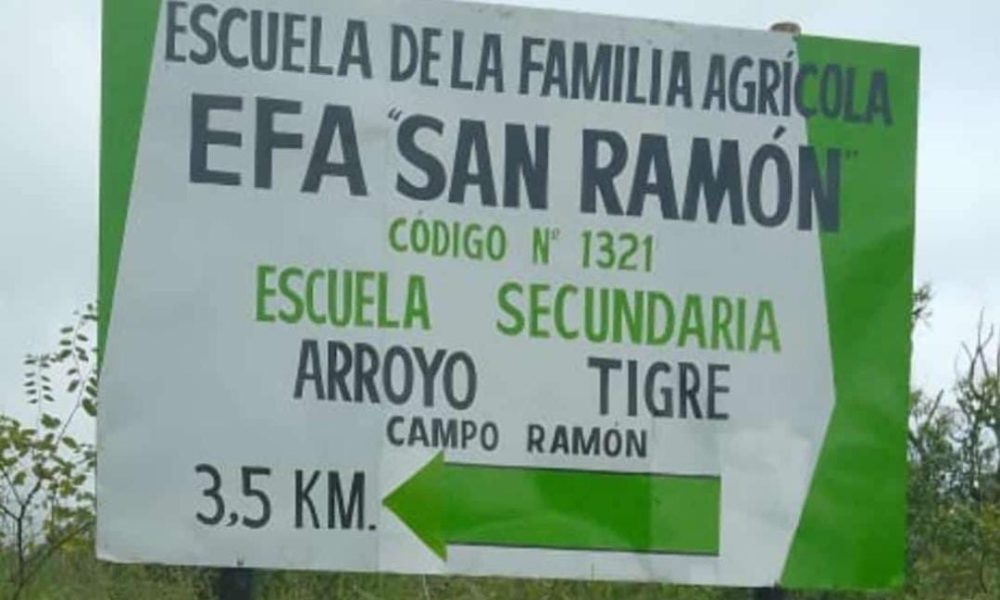 ESCUELA DE LA FAMILIA AGRÍCOLA
EFA "SAN RAMÓN"
CÓDIGO Nº 1321
ESCUELA SECUNDARIA
ARROYO TIGRE
CAMPO RAMÓN
3,5 KM.